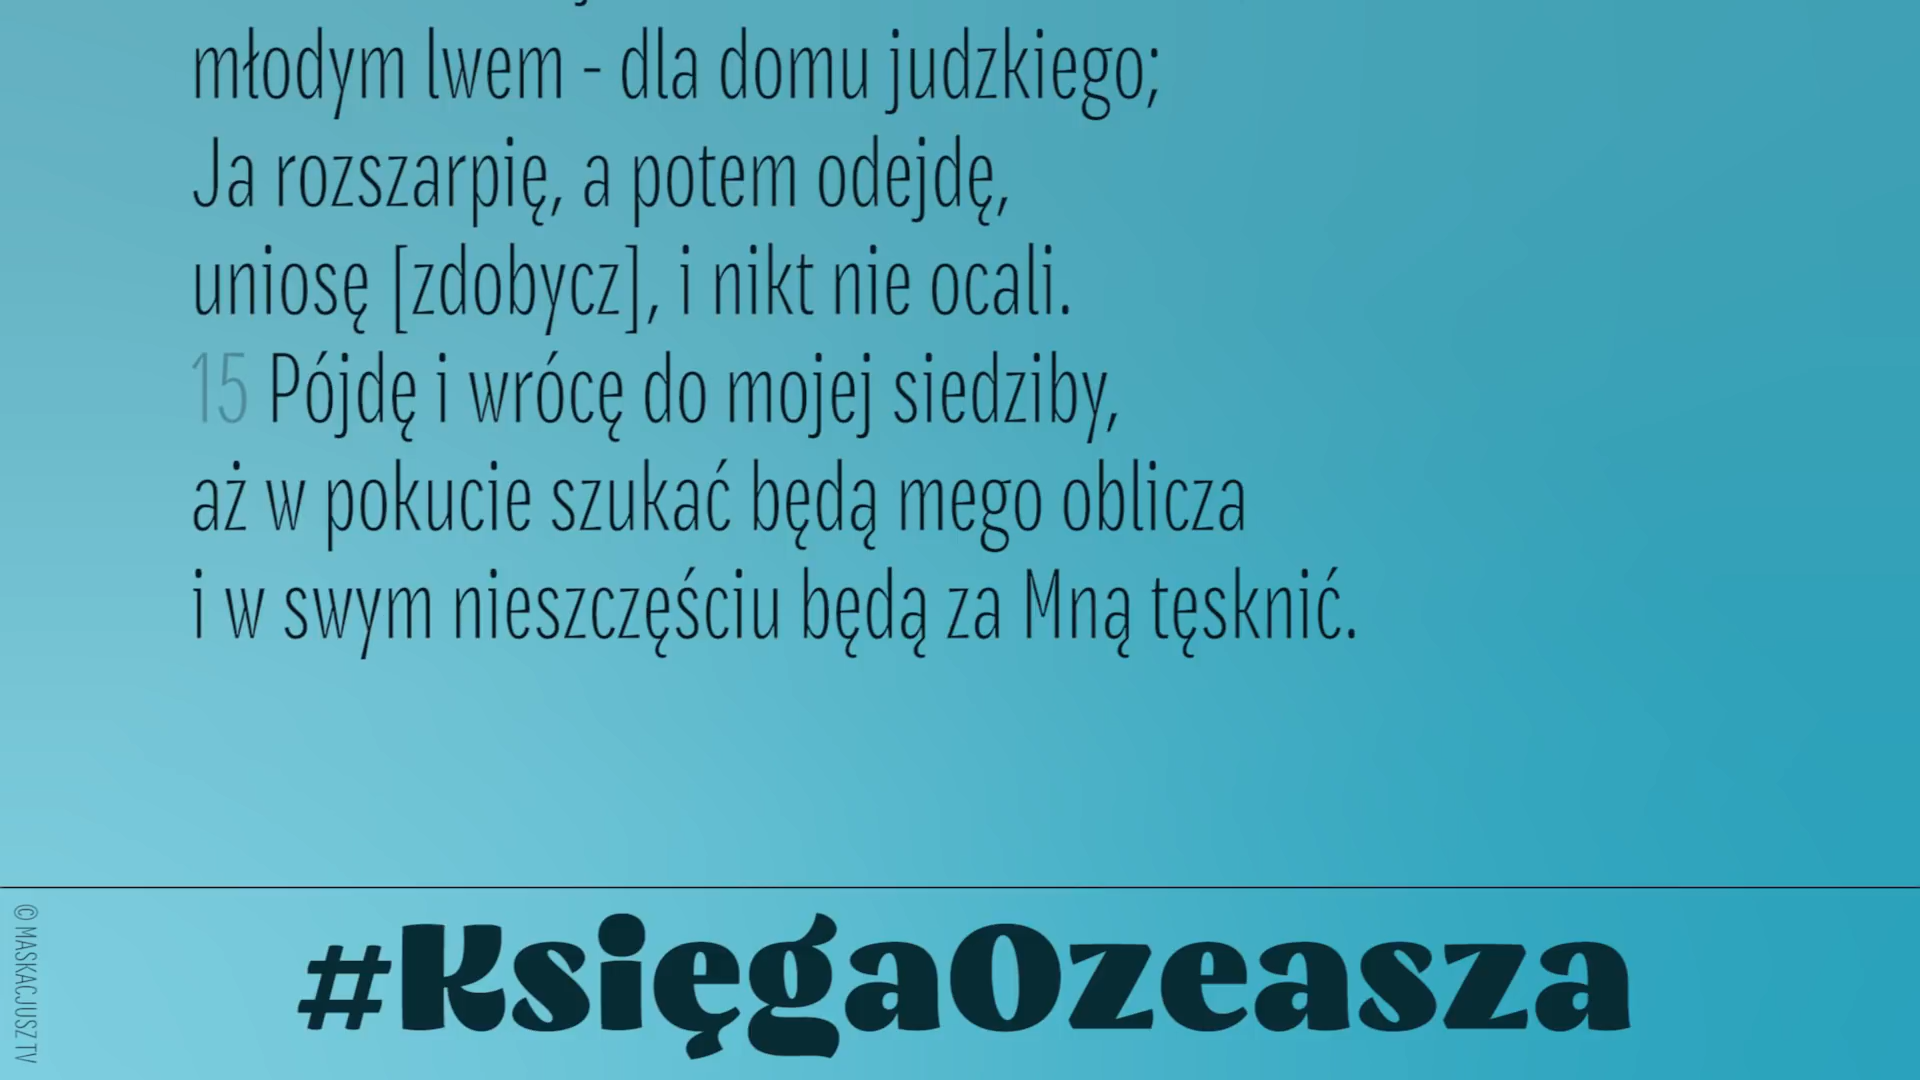 młodym lwem - dla domu judzkiego;
Ja rozszarpię, a potem odejdę,
uniosę [zdobycz], i nikt nie ocali.
15 Pójdę i wrócę do mojej siedziby,
aż w pokucie szukać będą mego oblicza
i w swym nieszczęściu będą za Mną tęsknić.
#KsięgaOzeasza
© MASKACJUSZ TV